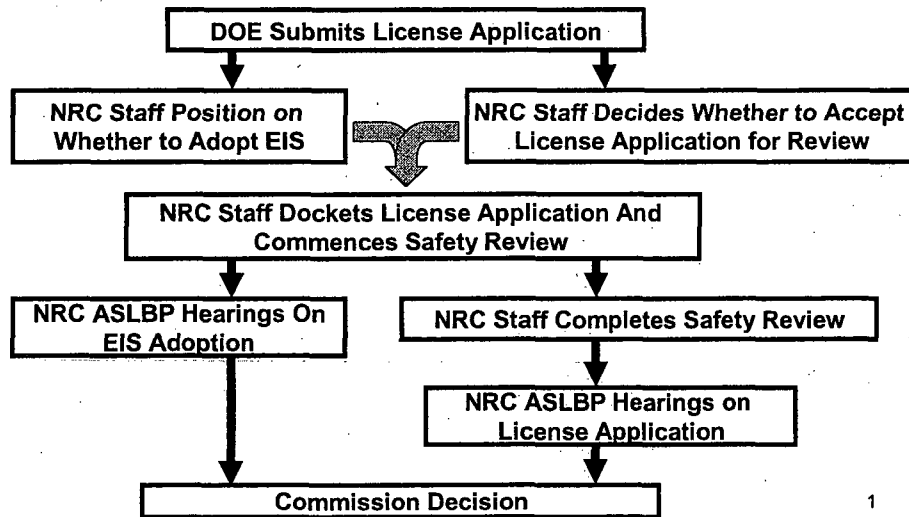 DOE Submits License Application
NRC Staff Position on
Whether to Adopt EIS
NRC Staff Decides Whether to Accept
License Application for Review
NRC Staff Dockets License Application And
Commences Safety Review
NRC ASLBP Hearings On
EIS Adoption
NRC Staff Completes Safety Review
NRC ASLBP Hearings on
License Application
Commission Decision
1